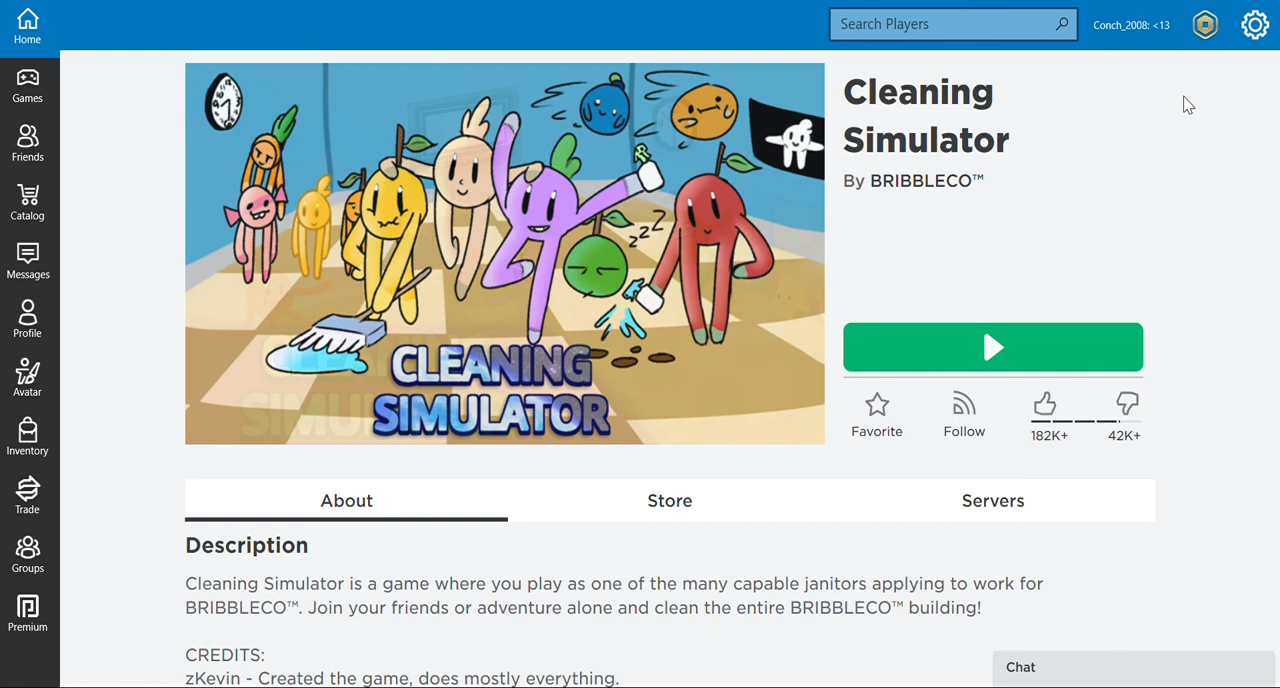 Home
Search Players
Conch_2008: <13
Games
Friends
Catalog
Messages
Profile
Avatar
Inventory
Trade
Groups
Premium
CLEANING
SIMULATOR
zzz
Cleaning
Simulator
By BRIBBLECO™
Favorite
Follow
182K+
42K+
About
Store
Servers
Description
Cleaning Simulator is a game where you play as one of the many capable janitors applying to work for
BRIBBLECO™. Join your friends or adventure alone and clean the entire BRIBBLECO™ building!
CREDITS:
zKevin - Created the game, does mostly everything.
Chat